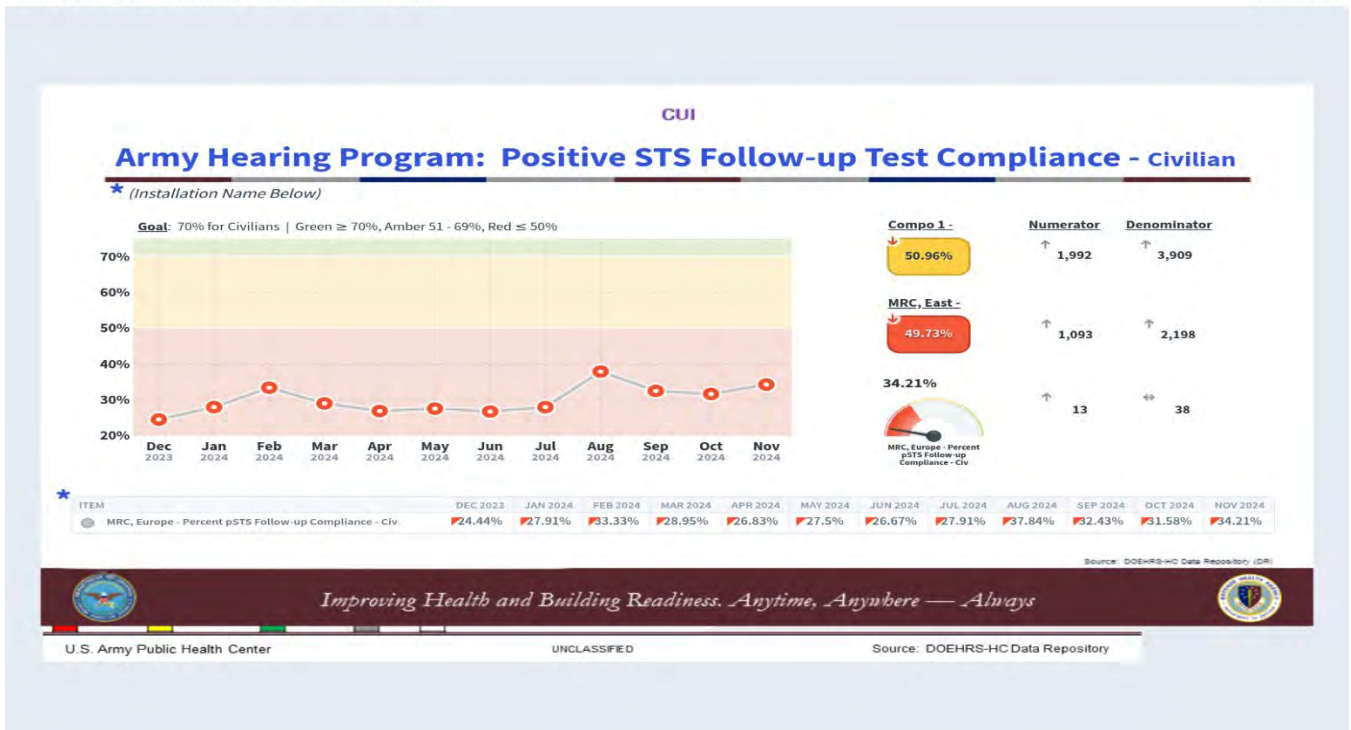 CUI
Army Hearing Program: Positive STS Follow-up Test Compliance - Civilian
* (Installation Name Below)
Goal: 70% for Civilians | Green ≥ 70%, Amber 51 - 69%, Red ≤ 50%
70%
60%
50%
40%
30%
20%
Dec Jan Feb Mar Apr May Jun Jul Aug Sep Oct Nov
2023 2024 2024 2024 2024 2024 2024 2024 2024 2024 2024 2024
Compo 1 - Numerator Denominator
50.96% ↑ 1,992 ↑ 3,909
MRC, East -
49.73% ↑ 1,093 ↑ 2,198
34.21%
↑ 13 ↔ 38
MRC, Europe - Percent
pSTS Follow-up
Compliance - Civ
*
ITEM DEC 2023 JAN 2024 FEB 2024 MAR 2024 APR 2024 MAY 2024 JUN 2024 JUL 2024 AUG 2024 SEP 2024 OCT 2024 NOV 2024
MRC, Europe - Percent pSTS Follow-up Compliance - Civ 24.44% 27.91% 33.33% 28.95% 26.83% 27.5% 26.67% 27.91% 37.84% 32.43% 31.58% 34.21%
Source: DOEHRS-HC Data Repository (DR)
Improving Health and Building Readiness. Anytime, Anywhere — Always
U.S. Army Public Health Center UNCLASSIFIED Source: DOEHRS-HC Data Repository